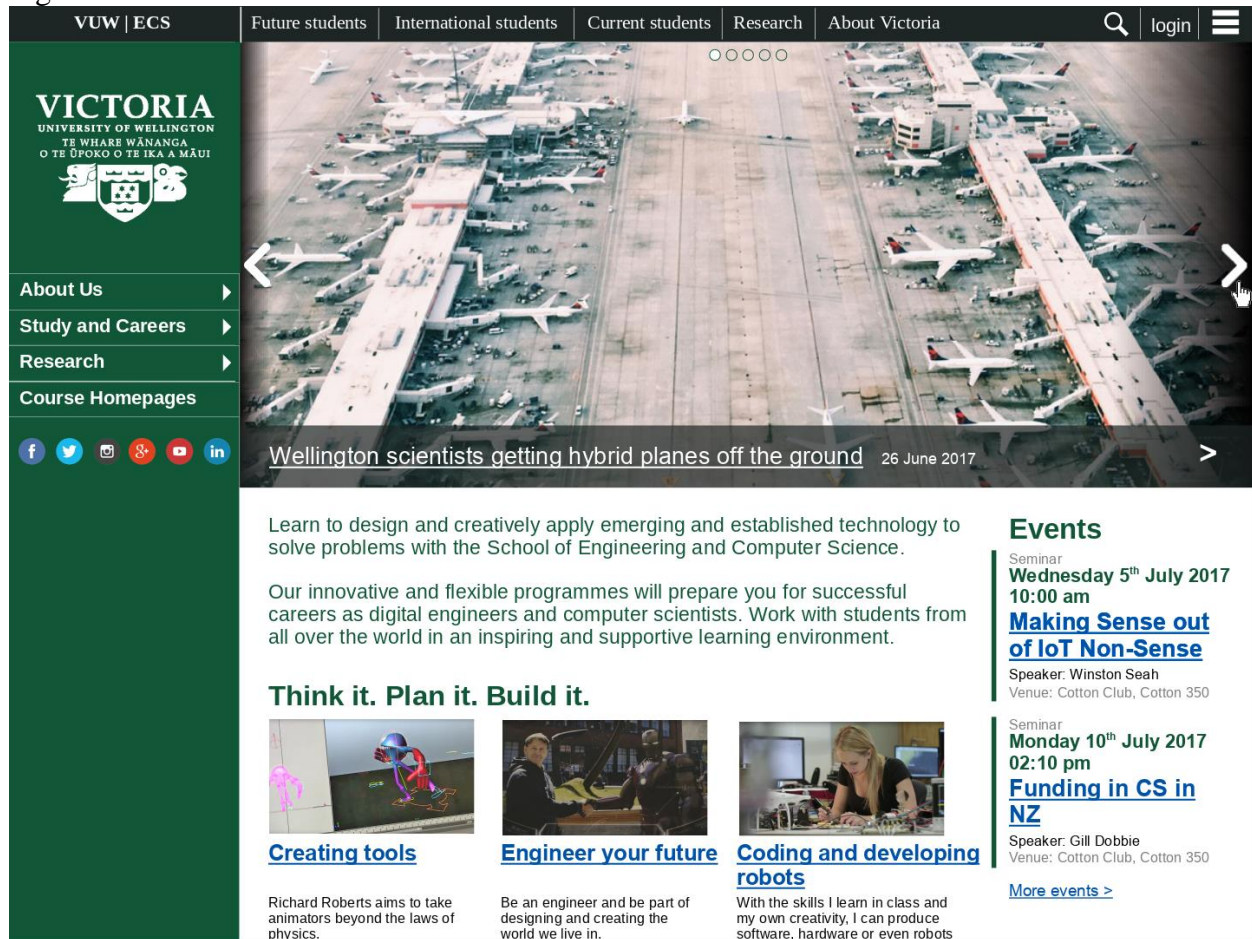 VUW | ECS
Future students
International students
Current students
Research
About Victoria
login
VICTORIA
UNIVERSITY OF WELLINGTON
TE WHARE WĀNANGA
O TE ŪPOKO O TE IKA A MĀUI
About Us
Study and Careers
Research
Course Homepages
Wellington scientists getting hybrid planes off the ground 26 June 2017 >
Learn to design and creatively apply emerging and established technology to
solve problems with the School of Engineering and Computer Science.
Our innovative and flexible programmes will prepare you for successful
careers as digital engineers and computer scientists. Work with students from
all over the world in an inspiring and supportive learning environment.
Think it. Plan it. Build it.
Creating tools
Richard Roberts aims to take
animators beyond the laws of
physics.
Engineer your future
Be an engineer and be part of
designing and creating the
world we live in.
Coding and developing
robots
With the skills I learn in class and
my own creativity, I can produce
software, hardware or even robots
Events
Seminar
Wednesday 5th July 2017
10:00 am
Making Sense out
of IoT Non-Sense
Speaker: Winston Seah
Venue: Cotton Club, Cotton 350
Seminar
Monday 10th July 2017
02:10 pm
Funding in CS in
NZ
Speaker: Gill Dobbie
Venue: Cotton Club, Cotton 350
More events >